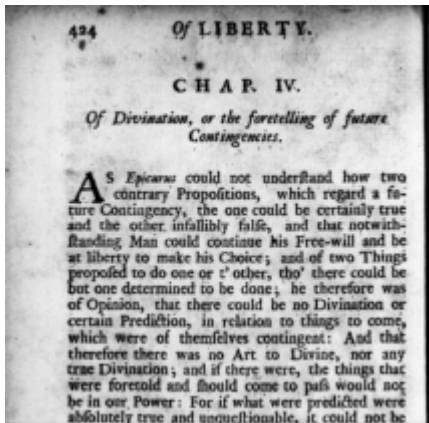 424 Of LIBERTY.
CHAP. IV.
Of Divination, or the foretelling of future
Contingencies.
AS Epicurus could not underſtand how two
contrary Propoſitions, which regard a fu-
ture Contingency, the one could be certainly true
and the other infallibly falſe, and that notwith-
ſtanding Man could continue his Free-will and be
at liberty to make his Choice; and of two Things
propoſed to do one or t' other, tho' there could be
but one determined to be done; he therefore was
of Opinion, that there could be no Divination or
certain Prediction, in relation to things to come,
which were of themſelves contingent: And that
therefore there was no Art to Divine, nor any
true Divination; and if there were, the things that
were foretold and ſhould come to paſs would not
be in our Power: For if what were predicted were
abſolutely true and unqueſtionable, it could not be